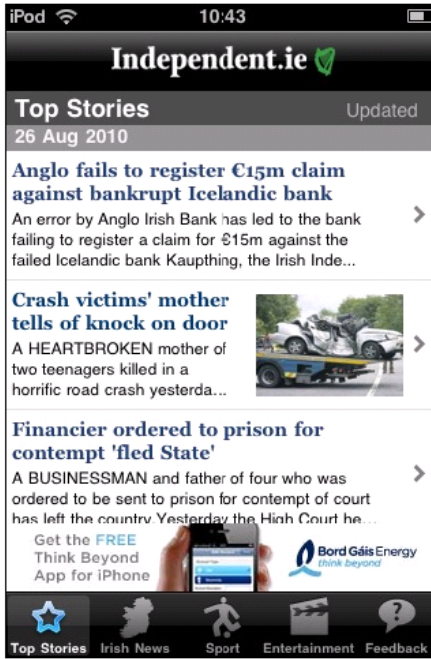 iPod 10:43
Independent.ie
Top Stories Updated
26 Aug 2010
Anglo fails to register €15m claim
against bankrupt Icelandic bank
An error by Anglo Irish Bank has led to the bank
failing to register a claim for €15m against the
failed Icelandic bank Kaupthing, the Irish Inde...
Crash victims' mother
tells of knock on door
A HEARTBROKEN mother of
two teenagers killed in a
horrific road crash yesterda...
Financier ordered to prison for
contempt 'fled State'
A BUSINESSMAN and father of four who was
ordered to be sent to prison for contempt of court
has left the country.Yesterday the High Court he...
Get the FREE
Think Beyond
App for iPhone
Bord Gáis Energy
think beyond
Top Stories Irish News Sport Entertainment Feedback